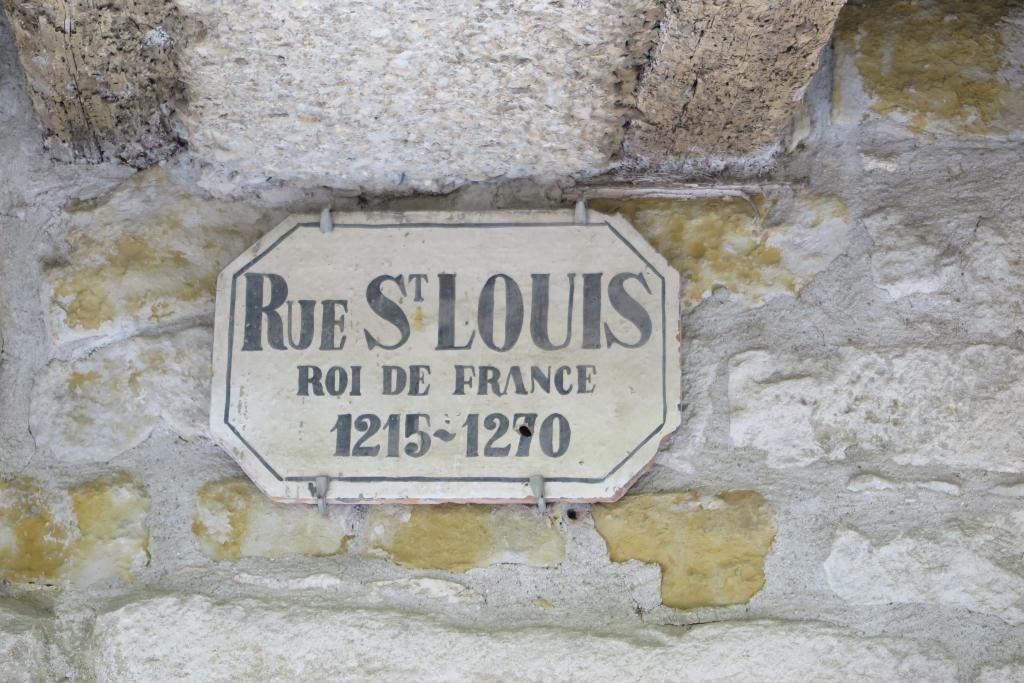 RUE ST LOUIS
ROI DE FRANCE
1215~1270